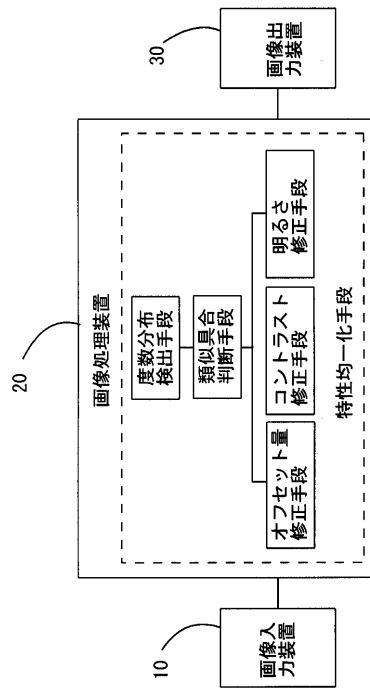 10
画像入
力装置
20
画像処理装置
度数分布
検出手段
類似具合
判断手段
オフセット量
修正手段
コントラスト
修正手段
明るさ
修正手段
特性均一化手段
30
画像出
力装置